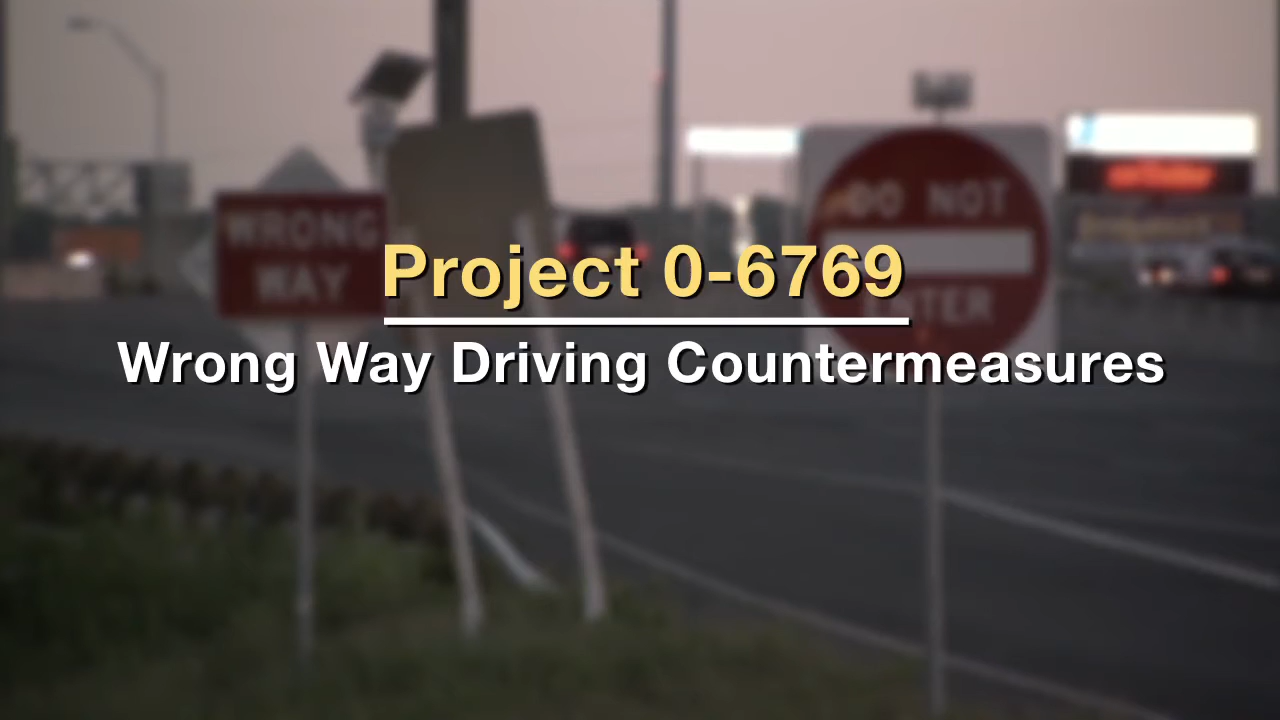 WRONG
WAY
DO NOT
ENTER
Project 0-6769
Wrong Way Driving Countermeasures